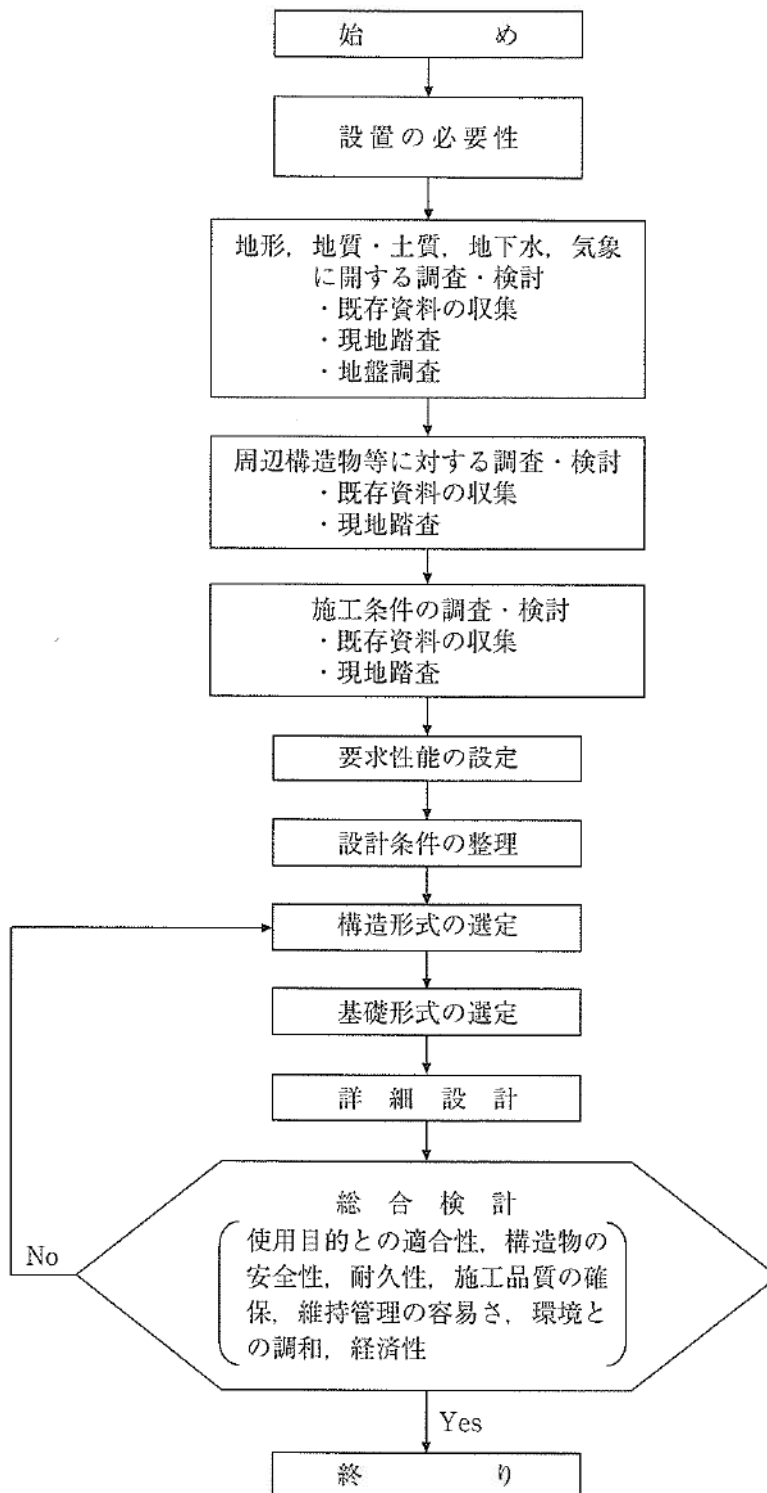 始め
設置の必要性
地形，地質・土質，地下水，気象
に開する調査・検討
・既存資料の収集
・現地踏査
・地盤調査
周辺構造物等に対する調査・検討
・既存資料の収集
・現地踏査
施工条件の調査・検討
・既存資料の収集
・現地踏査
要求性能の設定
設計条件の整理
構造形式の選定
基礎形式の選定
詳細設計
総合検計
使用目的との適合性，構造物の
安全性，耐久性，施工品質の確
保，維持管理の容易さ，環境と
の調和，経済性
No
Yes
終り